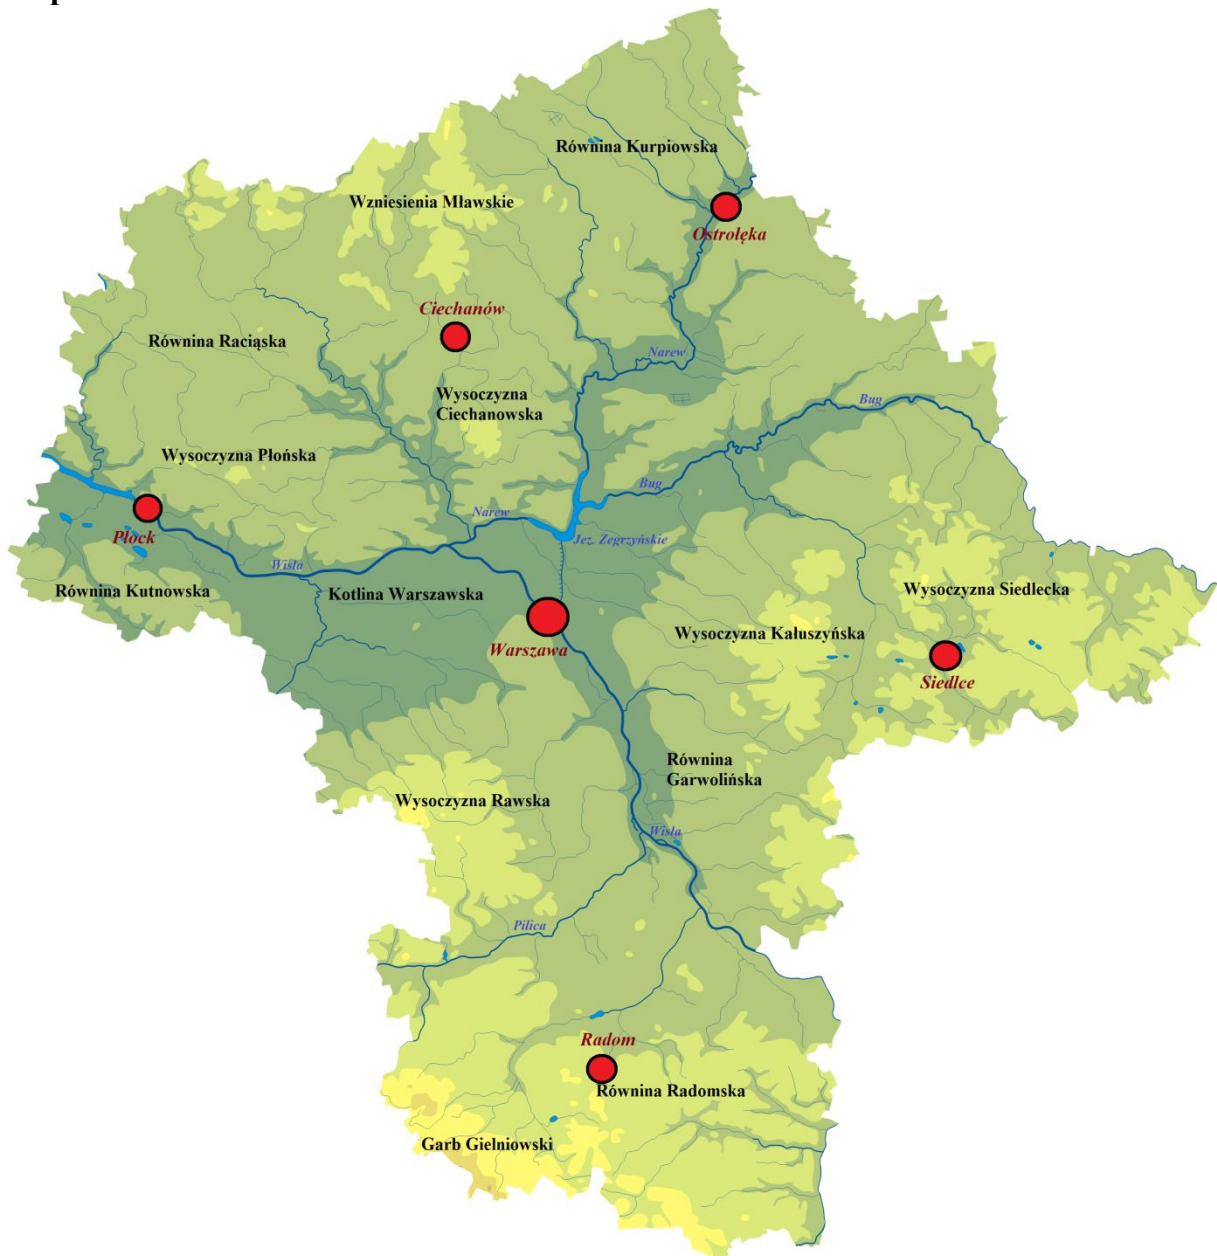 Równina Kurpiowska
Wzniesienia Mławskie
Ostrołęka
Ciechanów
Równina Raciąska
Narew
Wysoczyzna
Ciechanowska
Bug
Wysoczyzna Płońska
Bug
Narew
Płock
Jez. Zegrzyńskie
Wisła
Równina Kutnowska
Kotlina Warszawska
Wysoczyzna Siedlecka
Wysoczyzna Kałuszyńska
Warszawa
Siedlce
Równina
Garwolińska
Wysoczyzna Rawska
Wisła
Pilica
Radom
Równina Radomska
Garb Gielniowski